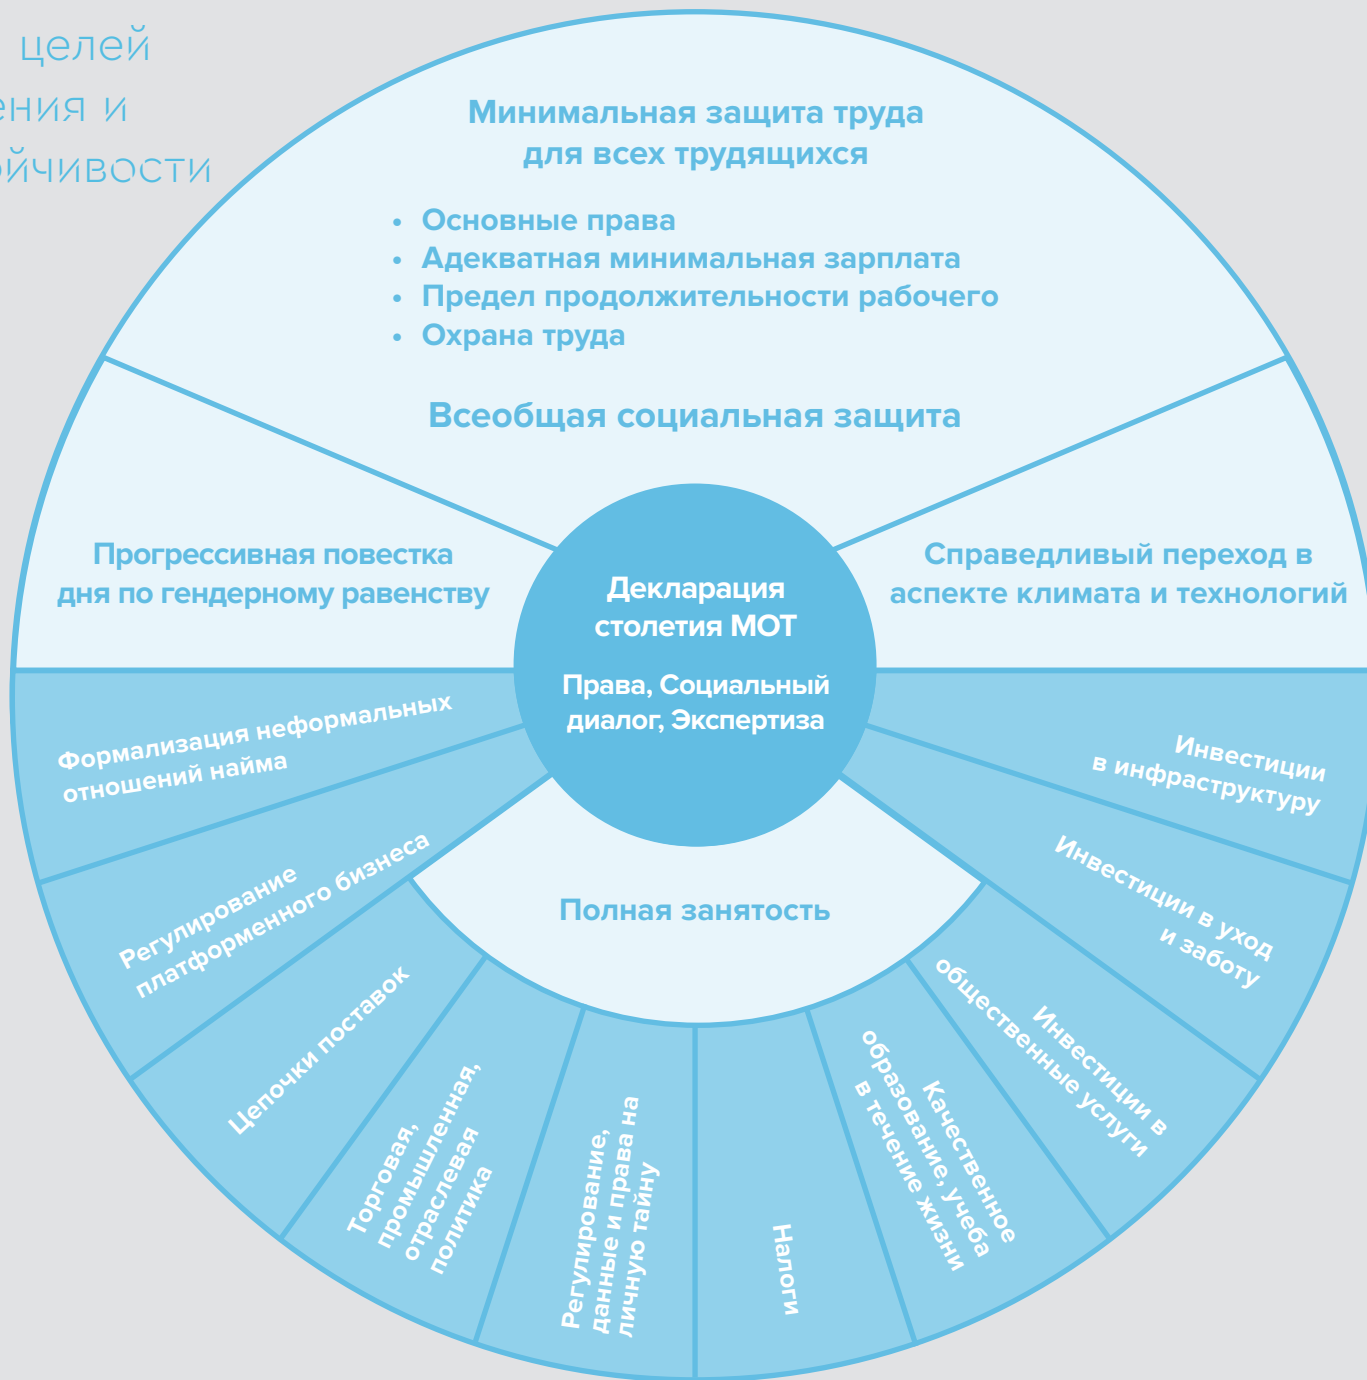 целей
ения и
йчивости
Минимальная защита труда
для всех трудящихся
• Основные права
• Адекватная минимальная зарплата
• Предел продолжительности рабочего
• Охрана труда
Всеобщая социальная защита
Прогрессивная повестка
дня по гендерному равенству
Справедливый переход в
аспекте климата и технологий
Декларация
столетия МОТ
Права, Социальный
диалог, Экспертиза
Формализация неформальных
отношений найма
Регулирование
платформенного бизнеса
Цепочки поставок
Торговая,
промышленная,
отраслевая
политика
Регулирование,
данные и права на
личную тайну
Налоги
Качественное
образование, учеба
в течение жизни
Инвестиции в
общественные услуги
Инвестиции в уход
и заботу
Инвестиции
в инфраструктуру
Полная занятость